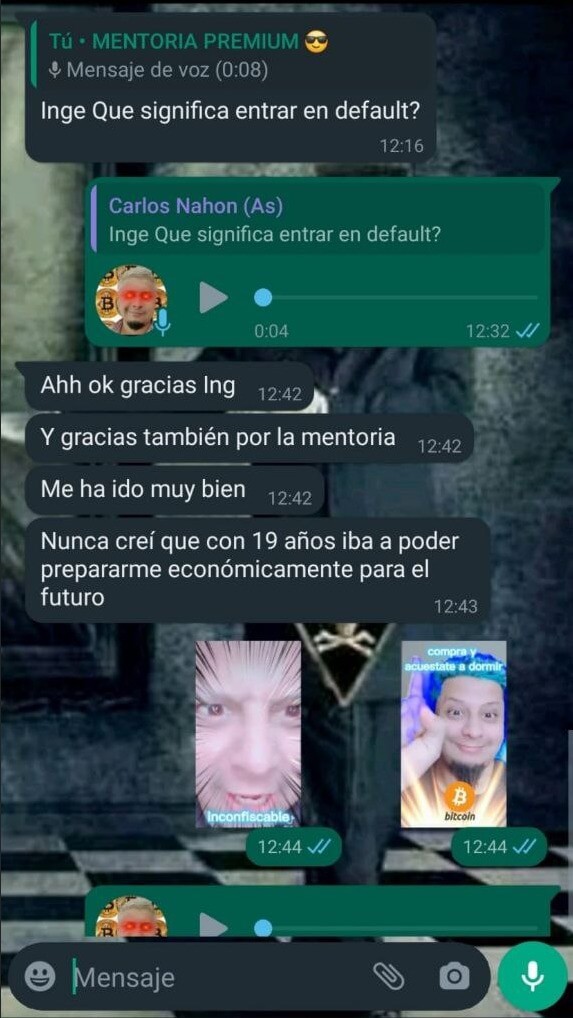 Tú • MENTORIA PREMIUM 😎
Mensaje de voz (0:08)
Inge Que significa entrar en default?
12:16
Carlos Nahon (As)
Inge Que significa entrar en default?
0:04
12:32
Ahh ok gracias Ing
12:42
Y gracias también por la mentoria
12:42
Me ha ido muy bien
12:42
Nunca creí que con 19 años iba a poder
prepararme económicamente para el
futuro
12:43
Inconfiscable
12:44
compra y
acuestate a dormir
bitcoin
12:44
Mensaje